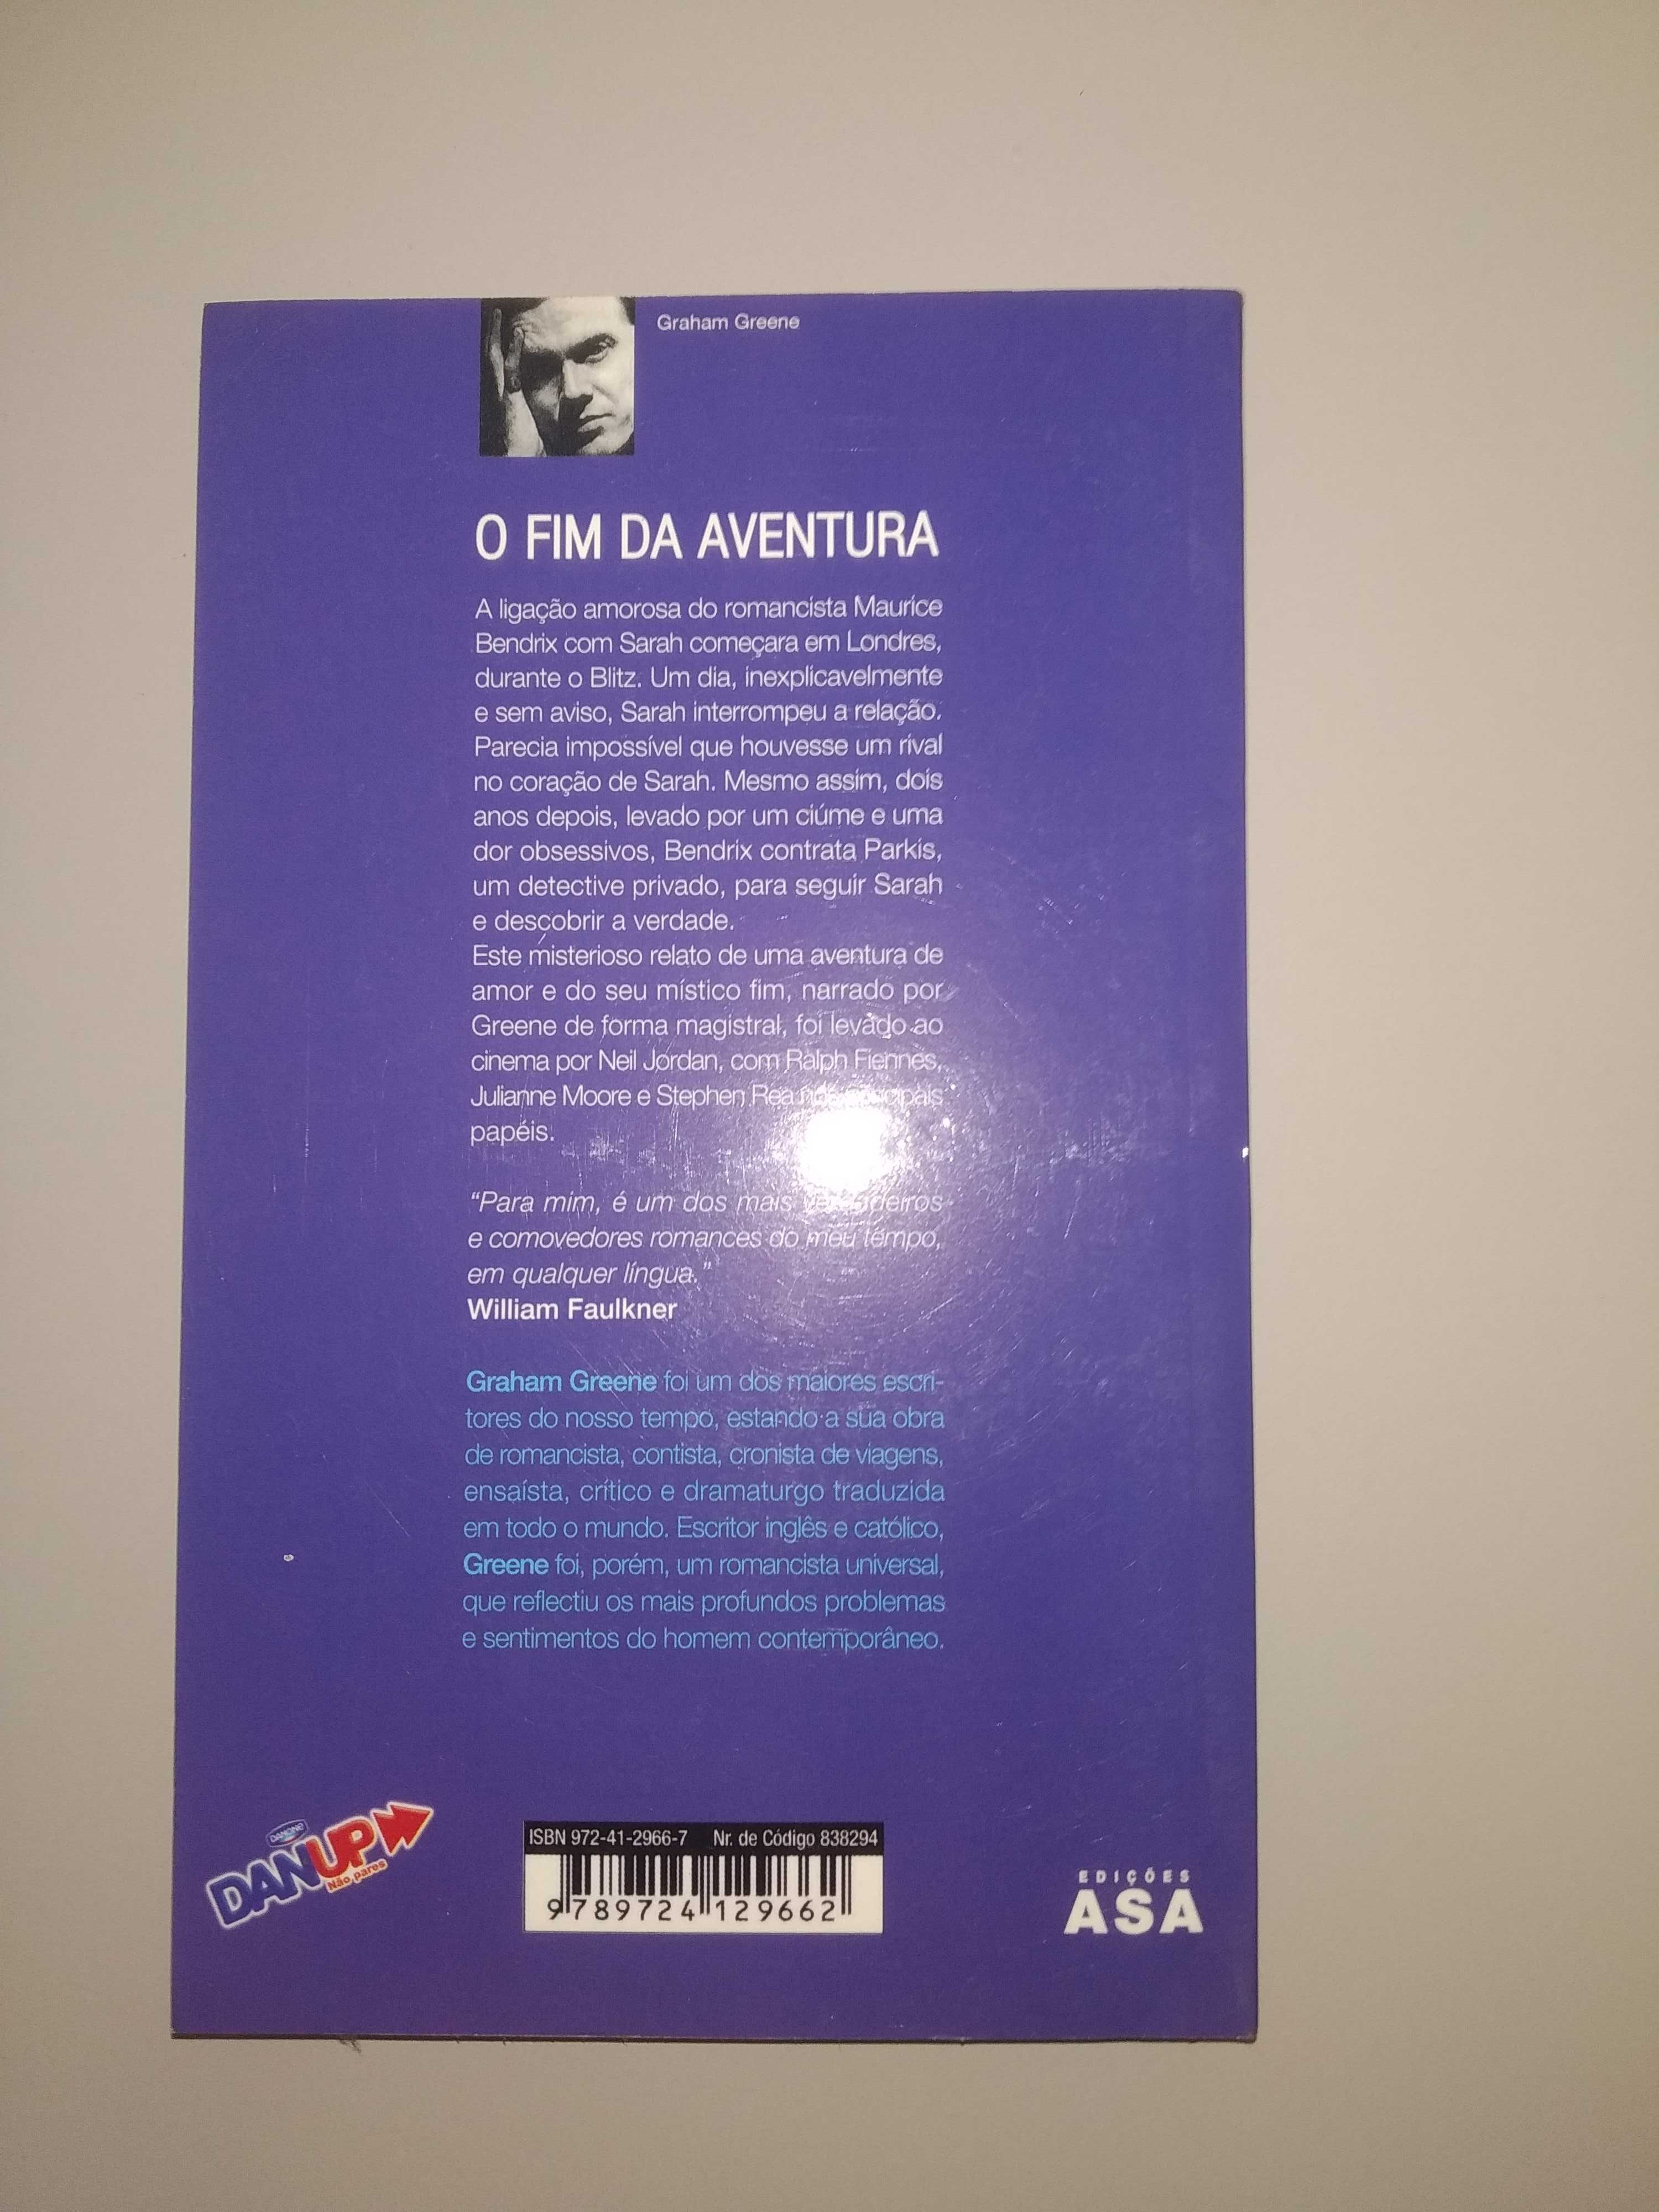 Graham Greene
O FIM DA AVENTURA
A ligação amorosa do romancista Maurice
Bendrix com Sarah começara em Londres,
durante o Blitz. Um dia, inexplicavelmente
e sem aviso, Sarah interrompeu a relação.
Parecia impossível que houvesse um rival
no coração de Sarah. Mesmo assim, dois
anos depois, levado por um ciúme e uma
dor obsessivos, Bendrix contrata Parkis,
um detective privado, para seguir Sarah
e descobrir a verdade.
Este misterioso relato de uma aventura de
amor e do seu místico fim, narrado por
Greene de forma magistral, foi levado ao
cinema por Neil Jordan, com Ralph Fiennes,
Julianne Moore e Stephen Rea
papéis.
“Para mim, é um dos mais
e comovedores romances do meu tempo,
em qualquer língua.”
William Faulkner
Graham Greene foi um dos maiores escri-
tores do nosso tempo, estando a sua obra
de romancista, contista, cronista de viagens,
ensaísta, crítico e dramaturgo traduzida
em todo o mundo. Escritor inglês e católico,
Greene foi, porém, um romancista universal,
que reflectiu os mais profundos problemas
e sentimentos do homem contemporâneo.
DANONE
DANUP
Não pares
ISBN 972-41-2966-7 Nr. de Código 838294
9 789724 129662
EDIÇÕES
ASA